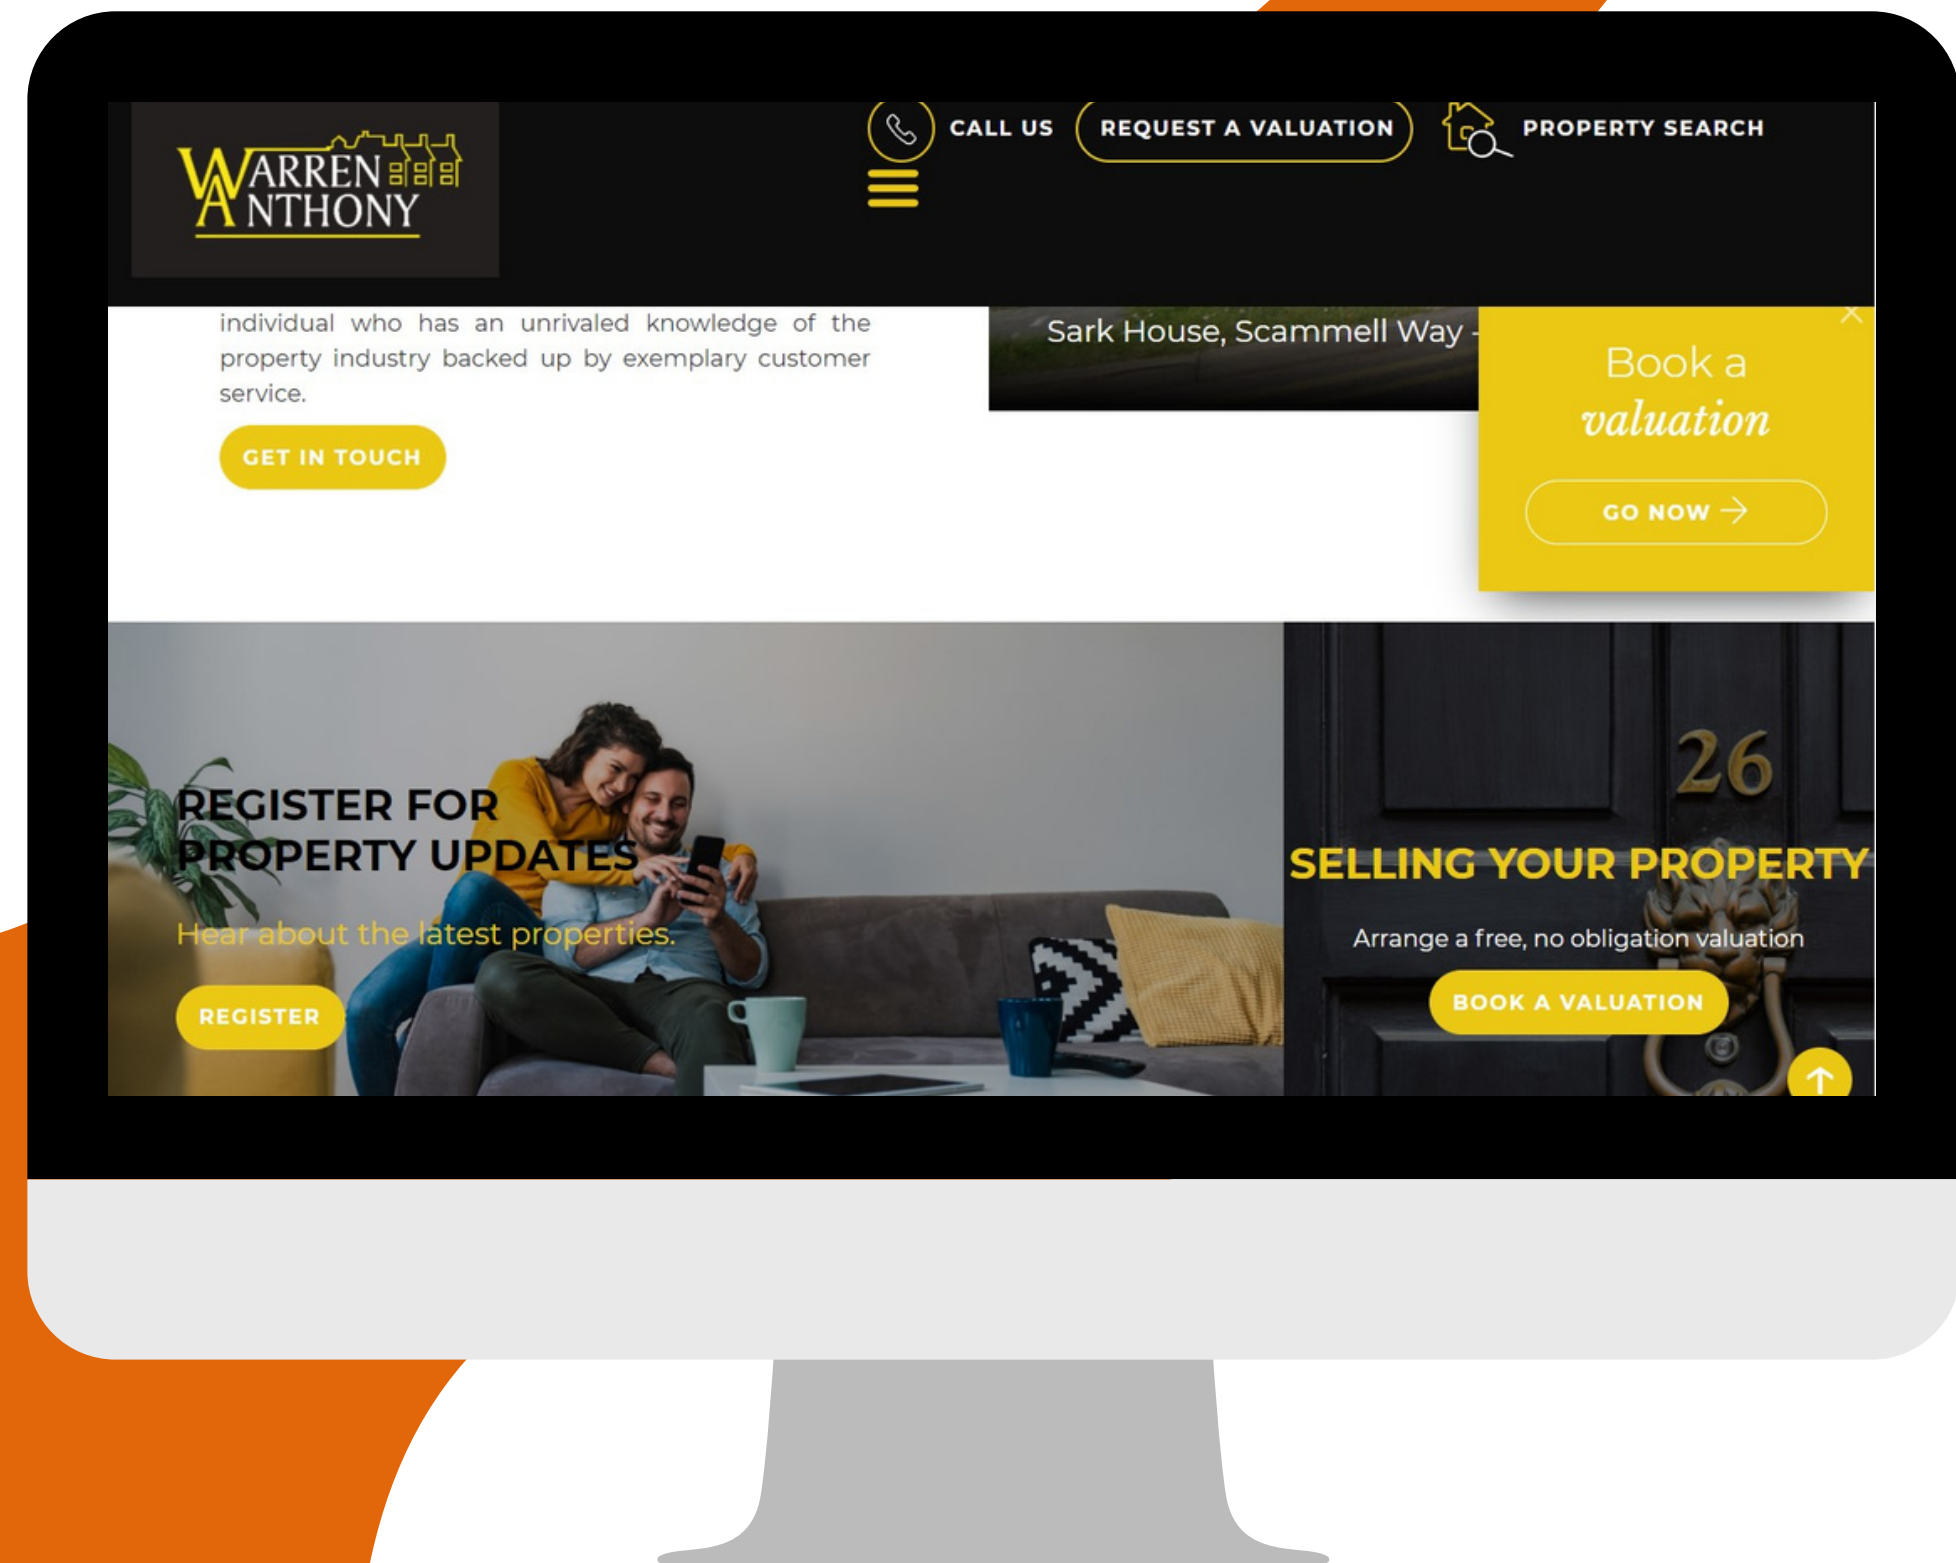 WARREN
ANTHONY
CALL US
REQUEST A VALUATION
PROPERTY SEARCH
individual who has an unrivaled knowledge of the
property industry backed up by exemplary customer
service.
GET IN TOUCH
Sark House, Scammell Way -
Book a
valuation
GO NOW
REGISTER FOR
PROPERTY UPDATES
Hear about the latest properties.
REGISTER
26
SELLING YOUR PROPERTY
Arrange a free, no obligation valuation
BOOK A VALUATION